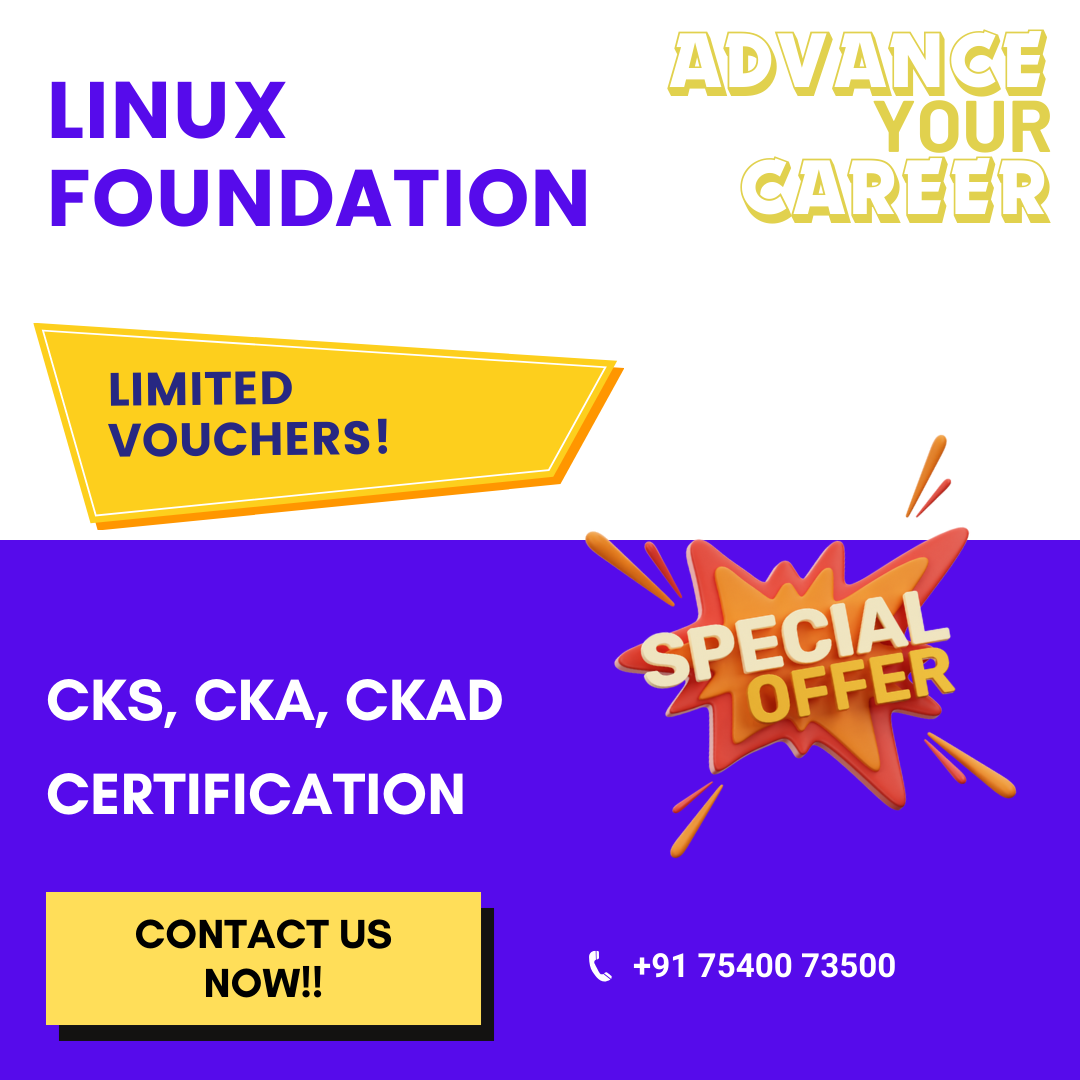 LINUX
FOUNDATION
ADVANCE
YOUR
CAREER
LIMITED
VOUCHERS!
SPECIAL
OFFER
CKS, CKA, CKAD
CERTIFICATION
CONTACT US
NOW!!
+91 75400 73500